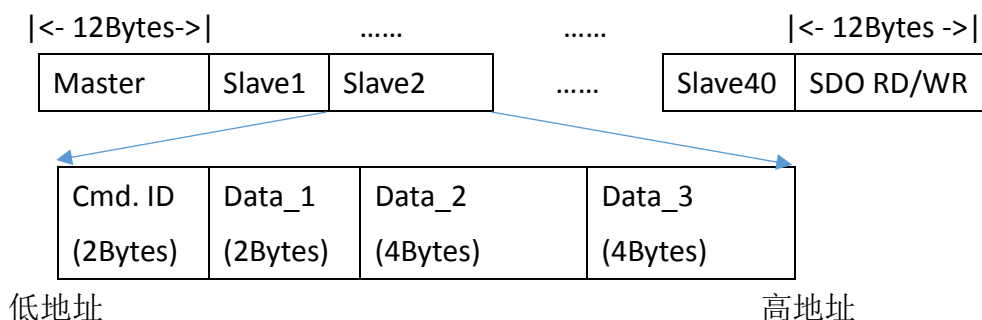 |<- 12Bytes->| …… …… |<- 12Bytes ->|
Master Slave1 Slave2 …… Slave40 SDO RD/WR
Cmd. ID Data_1 Data_2 Data_3
(2Bytes) (2Bytes) (4Bytes) (4Bytes)
低地址 高地址